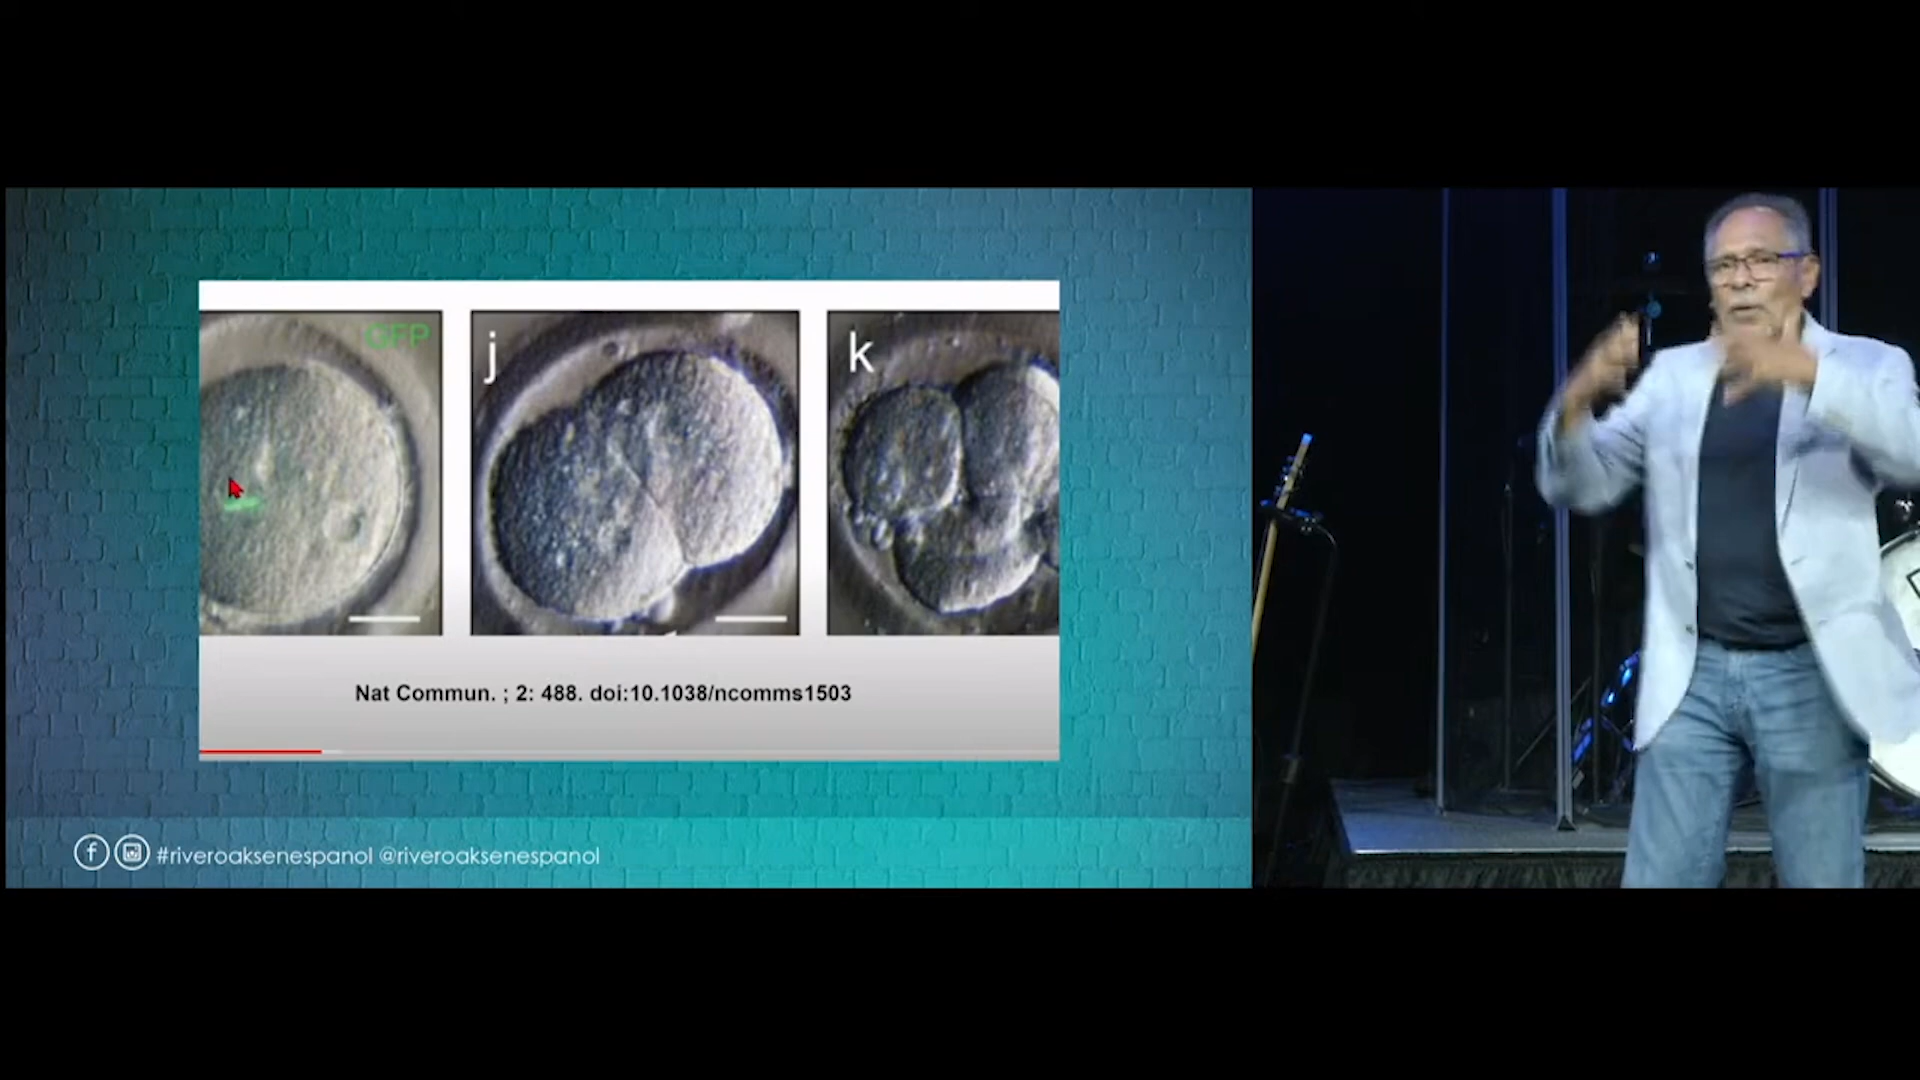 GFP
j
k
Nat Commun. ; 2: 488. doi:10.1038/ncomms1503
#riveroaksenespanol @riveroaksenespanol